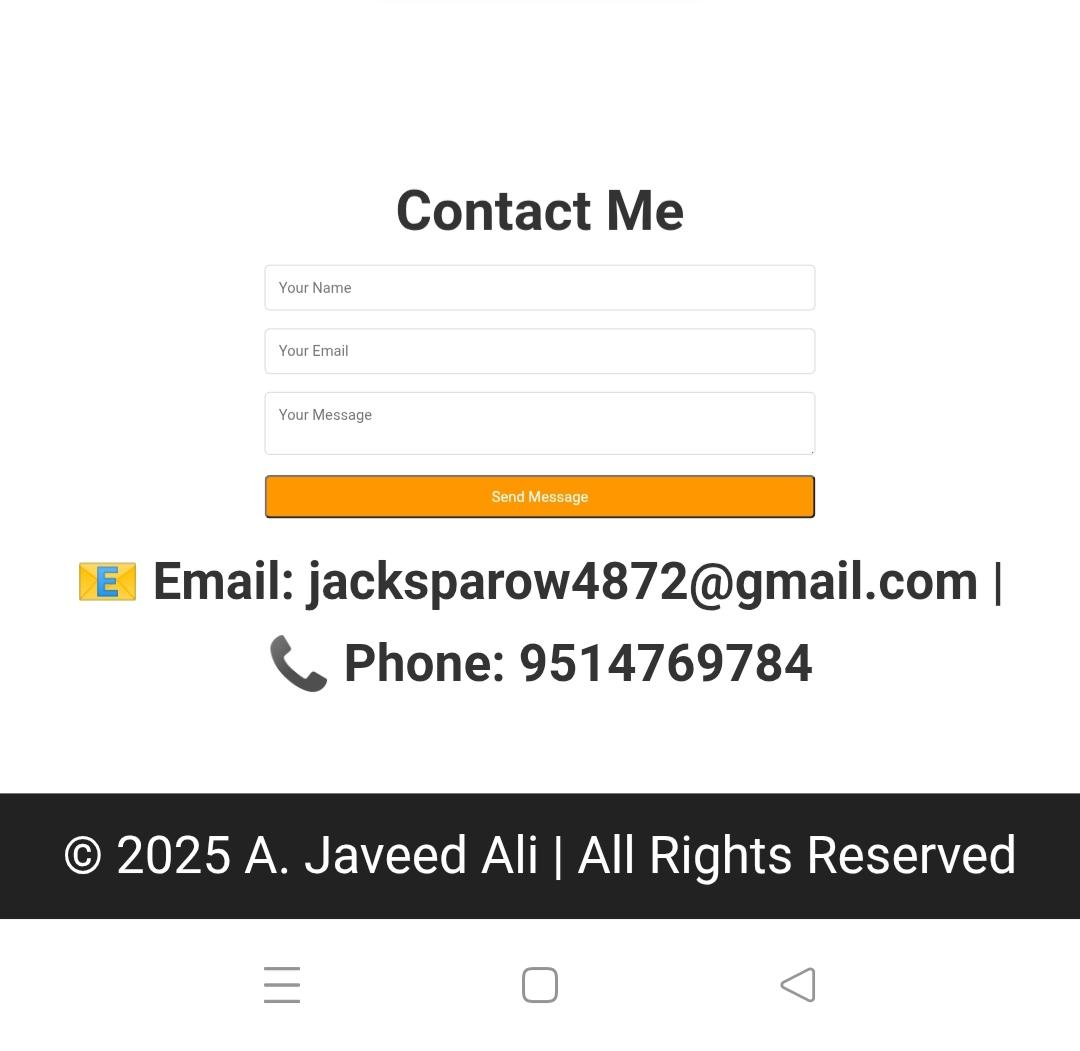 Contact Me
Your Name
Your Email
Your Message
Send Message
📧 Email: jacksparow4872@gmail.com |
📞 Phone: 9514769784
© 2025 A. Javeed Ali | All Rights Reserved